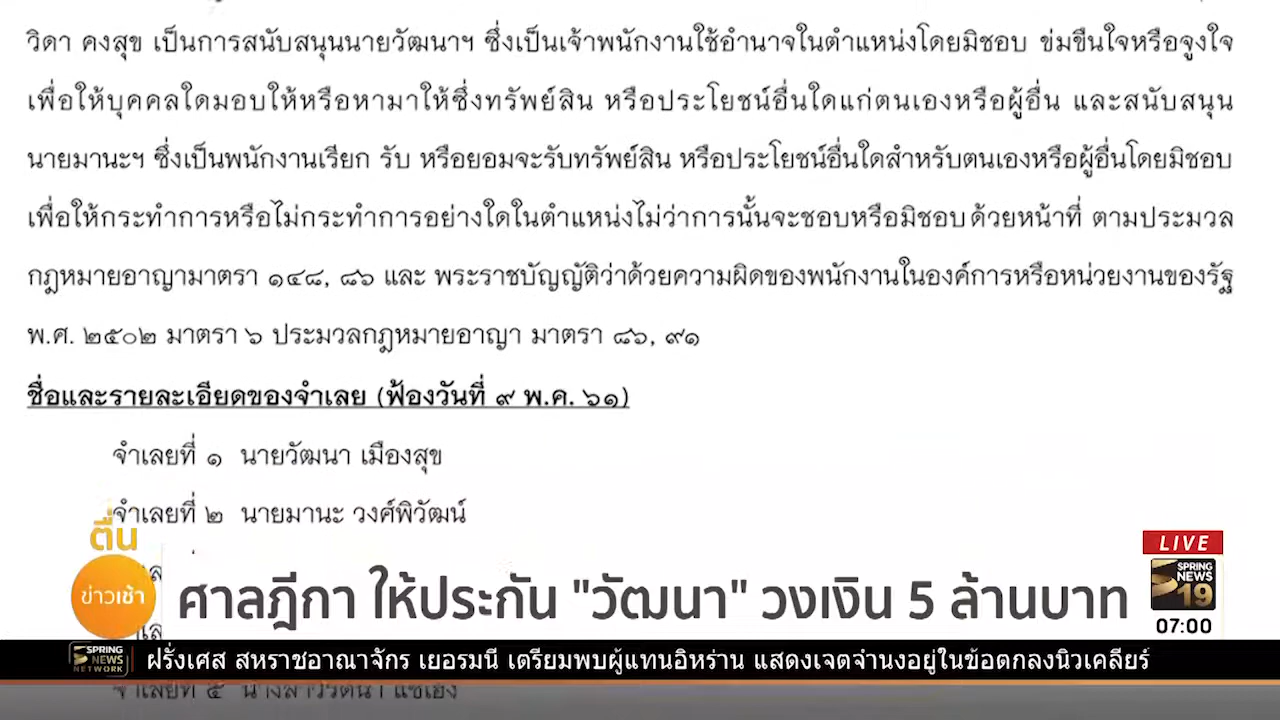 วิดา คงสุข เป็นการสนับสนุนนายวัฒนาฯ ซึ่งเป็นเจ้าพนักงานใช้อำนาจในตำแหน่งโดยมิชอบ ข่มขืนใจหรือจูงใจ
เพื่อให้บุคคลใดมอบให้หรือหามาให้ซึ่งทรัพย์สิน หรือประโยชน์อื่นใดแก่ตนเองหรือผู้อื่น และสนับสนุน
นายมานะฯ ซึ่งเป็นพนักงานเรียก รับ หรือยอมจะรับทรัพย์สิน หรือประโยชน์อื่นใดสำหรับตนเองหรือผู้อื่นโดยมิชอบ
เพื่อให้กระทำการหรือไม่กระทำการอย่างใดในตำแหน่งไม่ว่าการนั้นจะชอบหรือมิชอบด้วยหน้าที่ ตามประมวล
กฎหมายอาญามาตรา ๑๔๘, ๘๖ และ พระราชบัญญัติว่าด้วยความผิดของพนักงานในองค์การหรือหน่วยงานของรัฐ
พ.ศ. ๒๕๐๒ มาตรา ๖ ประมวลกฎหมายอาญา มาตรา ๘๖, ๙๑
ชื่อและรายละเอียดของจำเลย (ฟ้องวันที่ ๙ พ.ค. ๖๑)
จำเลยที่ ๑ นายวัฒนา เมืองสุข
จำเลยที่ ๒ นายมานะ วงศ์พิวัฒน์
ตื่น
ข่าวเช้า
ศาลฎีกา ให้ประกัน "วัฒนา" วงเงิน 5 ล้านบาท
LIVE
SPRING
NEWS
19
07:00
SPRING
NEWS
NETWORK
ฝรั่งเศส สหราชอาณาจักร เยอรมนี เตรียมพบผู้แทนอิหร่าน แสดงเจตจำนงอยู่ในข้อตกลงนิวเคลียร์
จำเลยที่ ๕